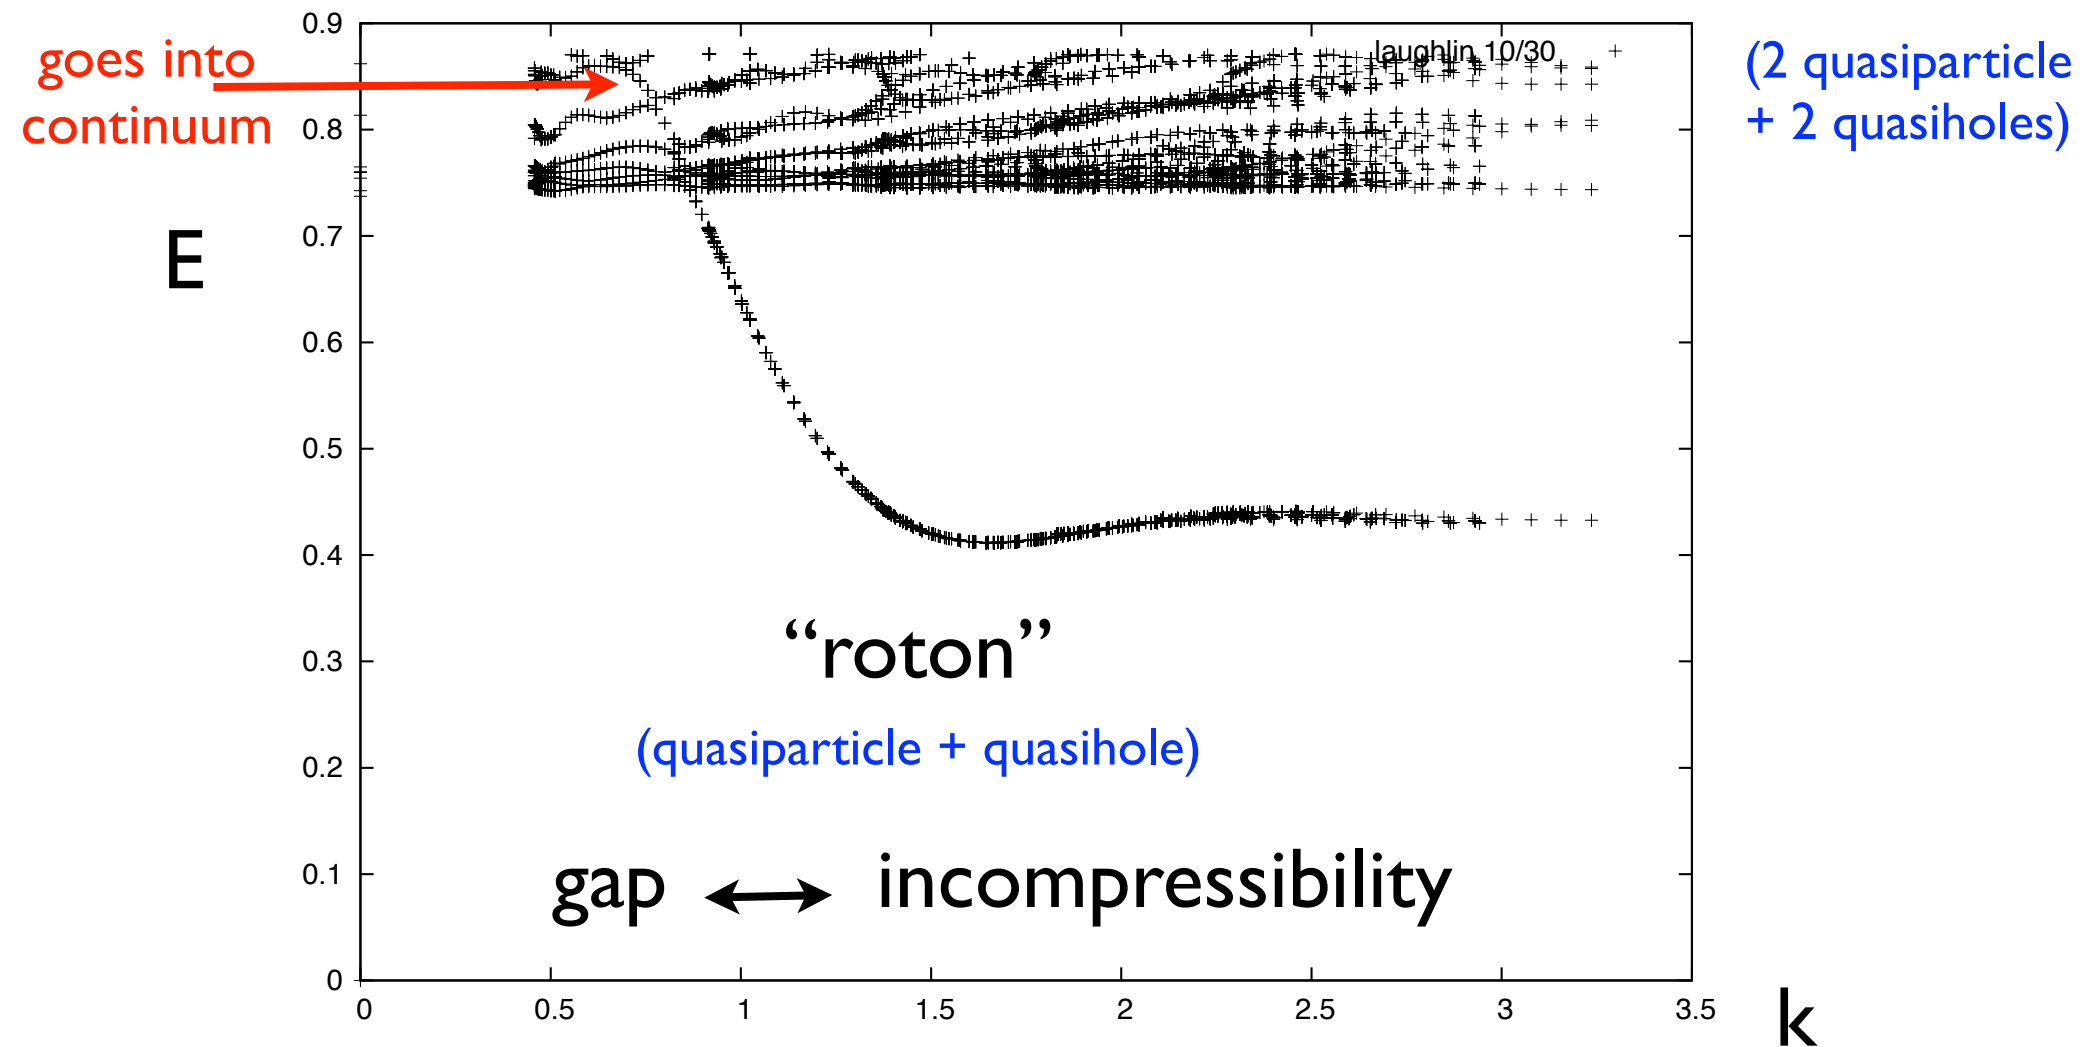 0.9
0.8
0.7
0.6
0.5
0.4
0.3
0.2
0.1
0
0
0.5
1
1.5
2
2.5
3
3.5
goes into
continuum
laughlin 10/30
(2 quasiparticle
+ 2 quasiholes)
E
“roton”
(quasiparticle + quasihole)
gap
incompressibility
k